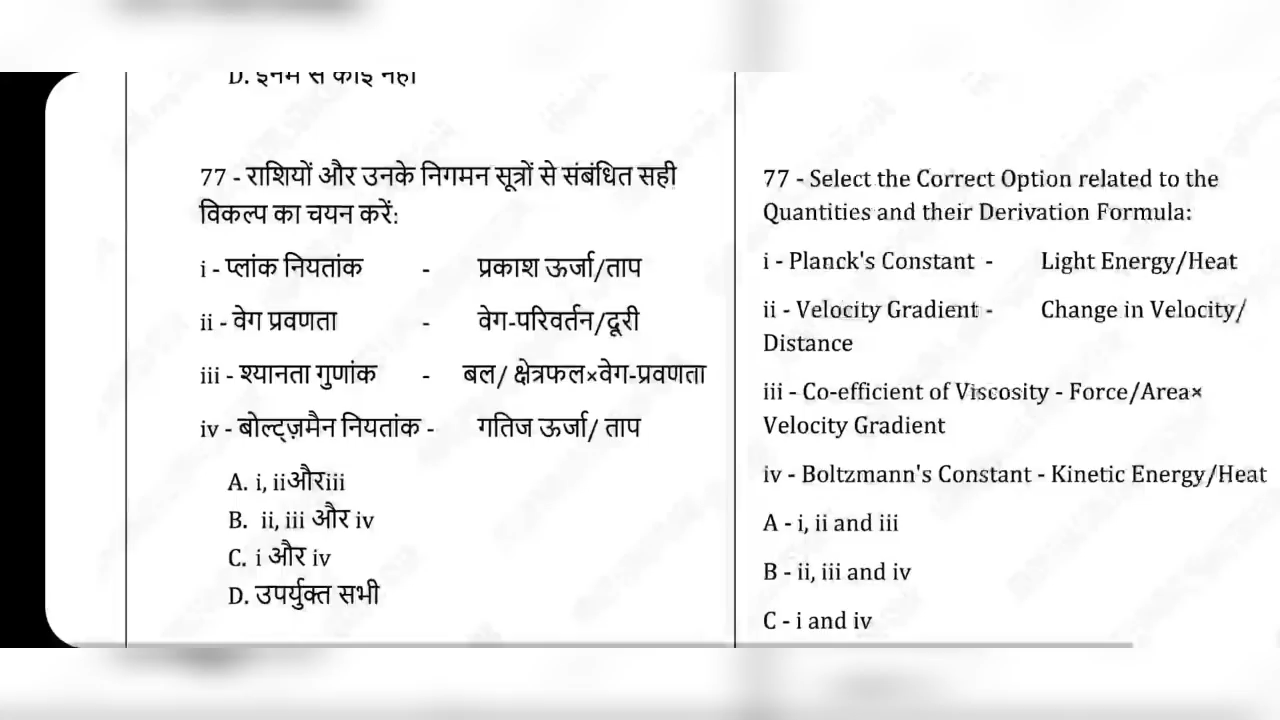 77 - राशियों और उनके निगमन सूत्रों से संबंधित सही
विकल्प का चयन करें:
i - प्लांक नियतांक - प्रकाश ऊर्जा/ताप
ii - वेग प्रवणता - वेग-परिवर्तन/दूरी
iii - श्यानता गुणांक - बल/ क्षेत्रफल×वेग-प्रवणता
iv - बोल्ट्ज़मैन नियतांक - गतिज ऊर्जा/ ताप
A. i, iiऔरiii
B. ii, iii और iv
C. i और iv
D. उपर्युक्त सभी
77 - Select the Correct Option related to the
Quantities and their Derivation Formula:
i - Planck's Constant - Light Energy/Heat
ii - Velocity Gradient - Change in Velocity/
Distance
iii - Co-efficient of Viscosity - Force/Area×
Velocity Gradient
iv - Boltzmann's Constant - Kinetic Energy/Heat
A - i, ii and iii
B - ii, iii and iv
C - i and iv